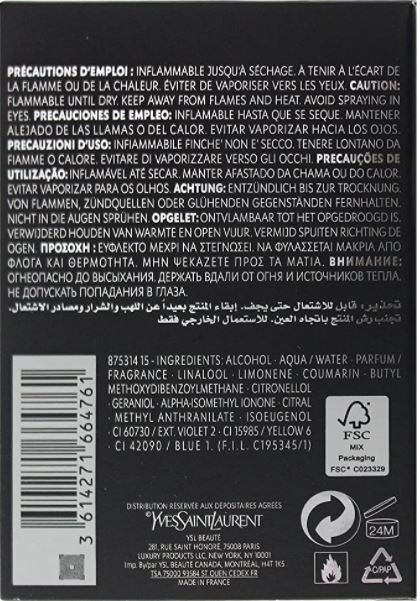 PRÉCAUTIONS D'EMPLOI : INFLAMMABLE JUSQU'À SÉCHAGE. À TENIR À L'ÉCART DE
LA FLAMME OU DE LA CHALEUR. ÉVITER DE VAPORISER VERS LES YEUX. CAUTION:
FLAMMABLE UNTIL DRY. KEEP AWAY FROM FLAMES AND HEAT. AVOID SPRAYING IN
EYES. PRECAUCIONES DE EMPLEO: INFLAMABLE HASTA QUE SE SEQUE. MANTENER
ALEJADO DE LAS LLAMAS O DEL CALOR. EVITAR VAPORIZAR HACIA LOS OJOS.
PRECAUZIONI D'USO: INFIAMMABILE FINCHE' NON E' SECCO. TENERE LONTANO DA
FIAMME O CALORE. EVITARE DI VAPORIZZARE VERSO GLI OCCHI. PRECAUÇÕES DE
UTILIZAÇÃO: INFLAMÁVEL ATÉ SECAR. MANTER AFASTADO DA CHAMA OU DO CALOR.
EVITAR VAPORIZAR PARA OS OLHOS. ACHTUNG: ENTZÜNDLICH BIS ZUR TROCKNUNG.
VON FLAMMEN, ZÜNDQUELLEN ODER GLÜHENDEN GEGENSTÄNDEN FERNHALTEN.
NICHT IN DIE AUGEN SPRÜHEN. OPGELET: ONTVLAMBAAR TOT HET OPGEDROOGD IS.
VERWIJDERD HOUDEN VAN WARMTE EN OPEN VUUR. VERMIJD SPUITEN RICHTING DE
OGEN. ΠΡΟΣΟΧΗ : ΕΥΦΛΕΚΤΟ ΜΕΧΡΙ ΝΑ ΣΤΕΓΝΩΣΕΙ. ΝΑ ΦΥΛΑΣΣΕΤΑΙ ΜΑΚΡΙΑ ΑΠΟ
ΦΛΟΓΑ ΚΑΙ ΘΕΡΜΟΤΗΤΑ. ΜΗΝ ΨΕΚΑΖΕΤΕ ΠΡΟΣ ΤΑ ΜΑΤΙΑ. ВНИМАНИЕ:
ОГНЕОПАСНО ДО ВЫСЫХАНИЯ. ДЕРЖАТЬ ВДАЛИ ОТ ОГНЯ И ИСТОЧНИКОВ ТЕПЛА.
НЕ ДОПУСКАТЬ ПОПАДАНИЯ В ГЛАЗА.
تحذير: قابل للاشتعال حتى يجف. إبقاء المنتج بعيداً عن اللهب والشرار ومصادر الاشتعال.
تجنب رش المنتج باتجاه العين. للاستعمال الخارجي فقط.
87531415 - INGREDIENTS: ALCOHOL • AQUA / WATER • PARFUM /
FRAGRANCE • LINALOOL • LIMONENE • COUMARIN • BUTYL
METHOXYDIBENZOYLMETHANE • CITRONELLOL
• GERANIOL • ALPHA-ISOMETHYL IONONE • CITRAL
• METHYL ANTHRANILATE • ISOEUGENOL
CI 60730 / EXT. VIOLET 2 • CI 15985 / YELLOW 6
• CI 42090 / BLUE 1. (F.I.L. C195345/1)
3 614271 664761
FSC
MIX
Packaging
FSC® C023329
DISTRIBUTION RÉSERVÉE AUX DÉPOSITAIRES AGRÉÉS
©YVESSAINTLAURENT
YSL BEAUTÉ
281, RUE SAINT HONORÉ, 75008 PARIS
LUXURY PRODUCTS LLC, NEW YORK, NY 10001
Imp. By/par YSL BEAUTÉ CANADA, MONTRÉAL, H4T 1K5
TSA 75000 93584 ST OUEN CEDEX FR
MADE IN FRANCE
24M
C/PAP